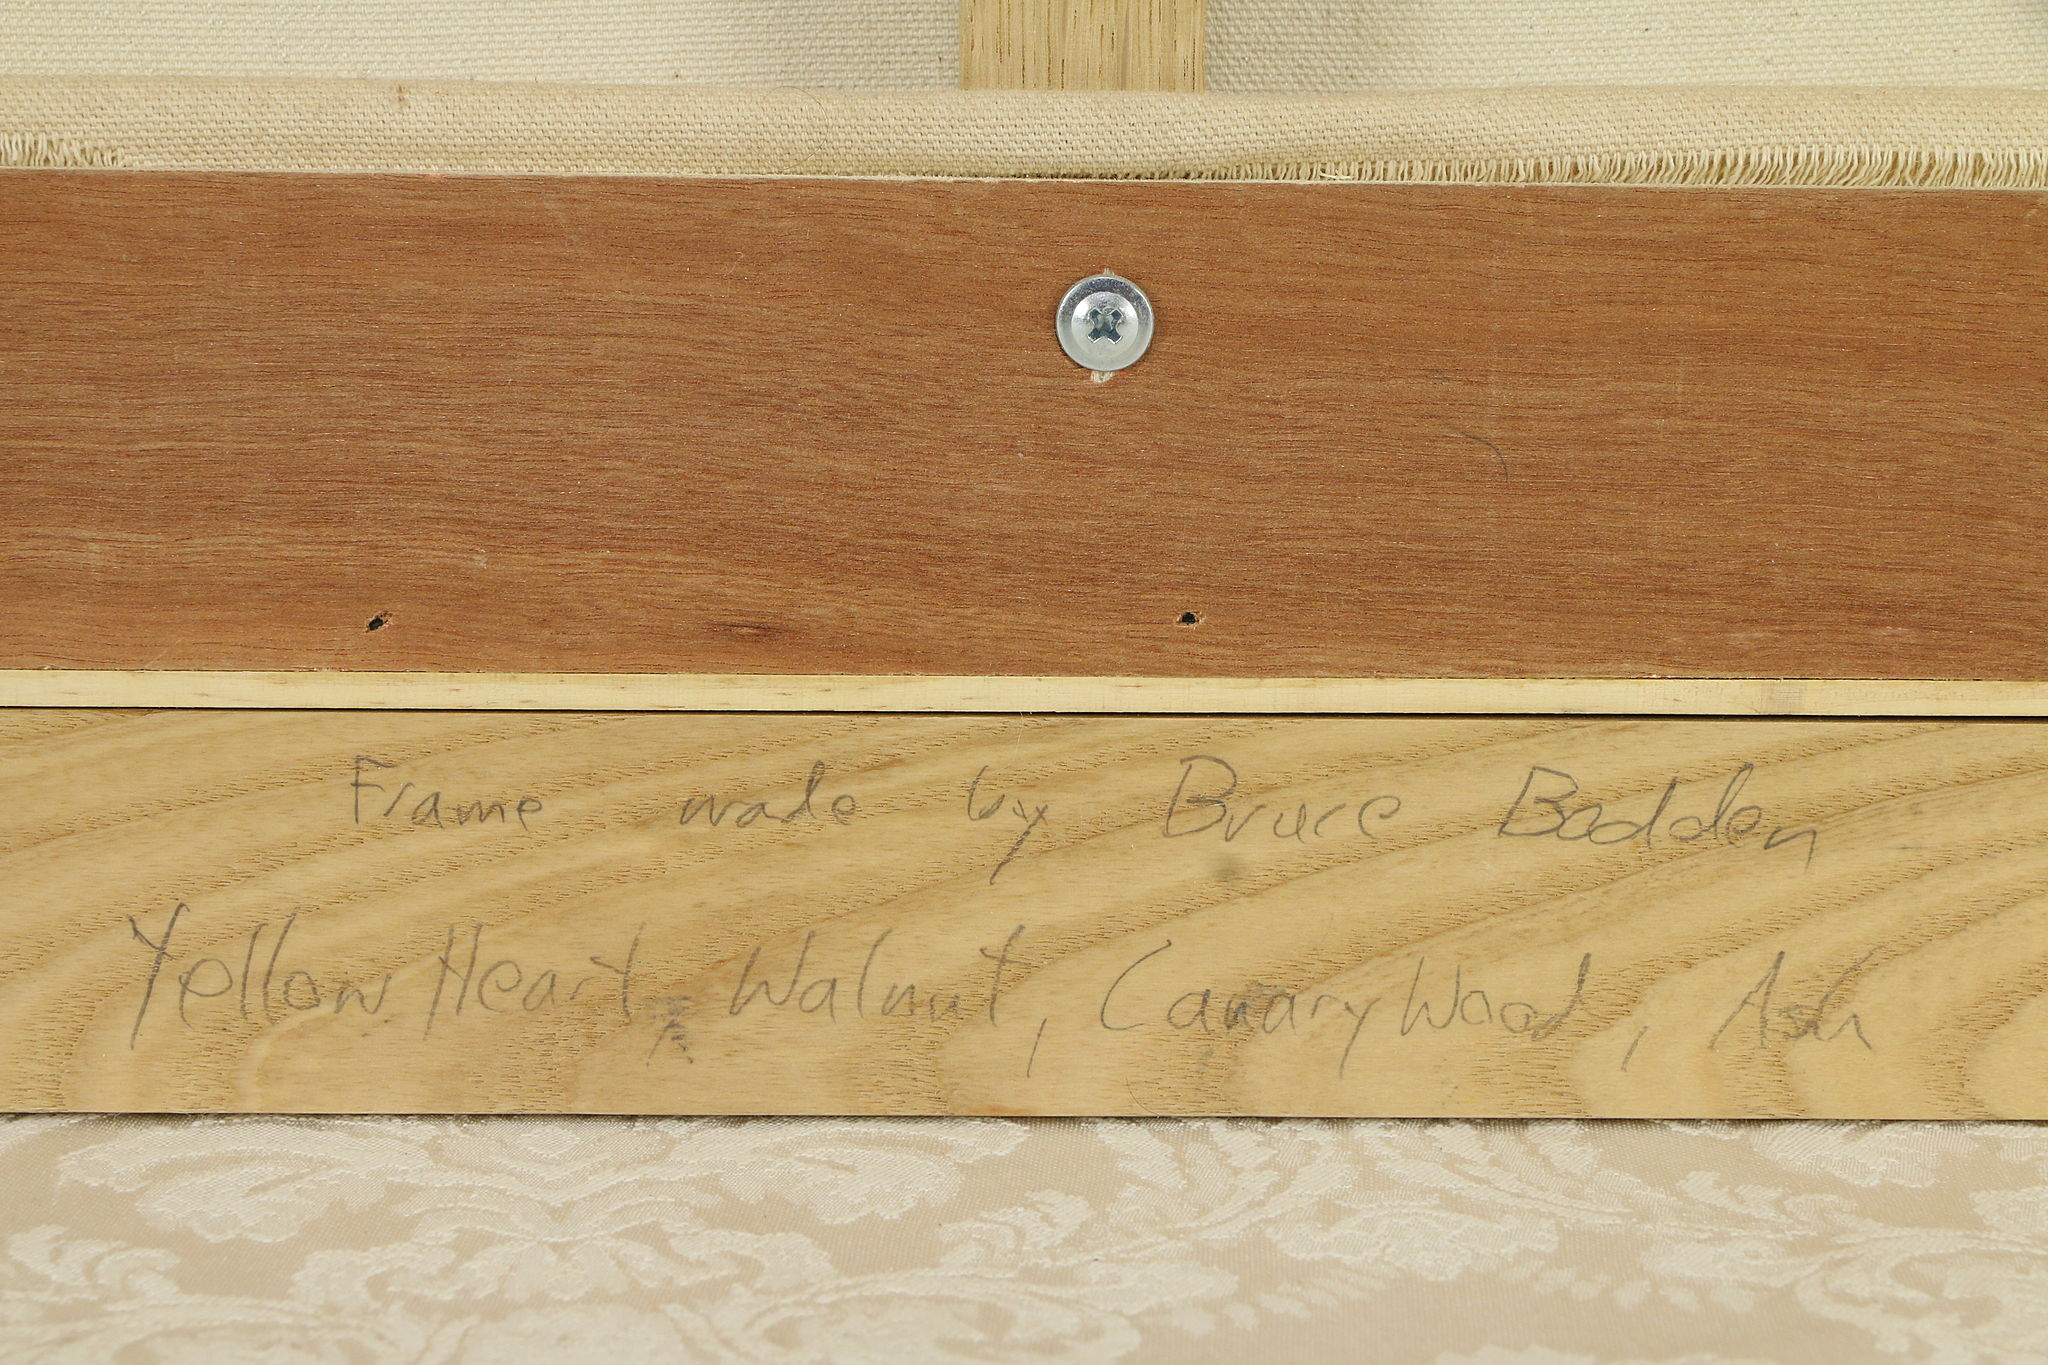 Frame made by Bruce Badden
Yellow Heart, Walnut, Canary Wood, Ash